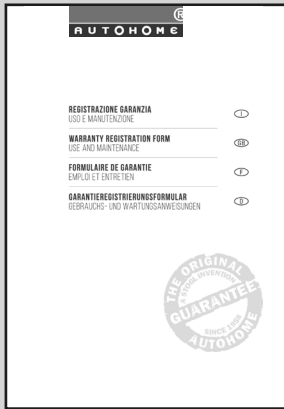 ®
AUTOHOME
REGISTRAZIONE GARANZIA
USO E MANUTENZIONE
I
WARRANTY REGISTRATION FORM
USE AND MAINTENANCE
GB
FORMULAIRE DE GARANTIE
EMPLOI ET ENTRETIEN
F
GARANTIEREGISTRIERUNGSFORMULAR
GEBRAUCHS- UND WARTUNGSANWEISUNGEN
D
THE ORIGINAL
INVENTION
GUARANTEE
SINCE 1958
AUTOHOME